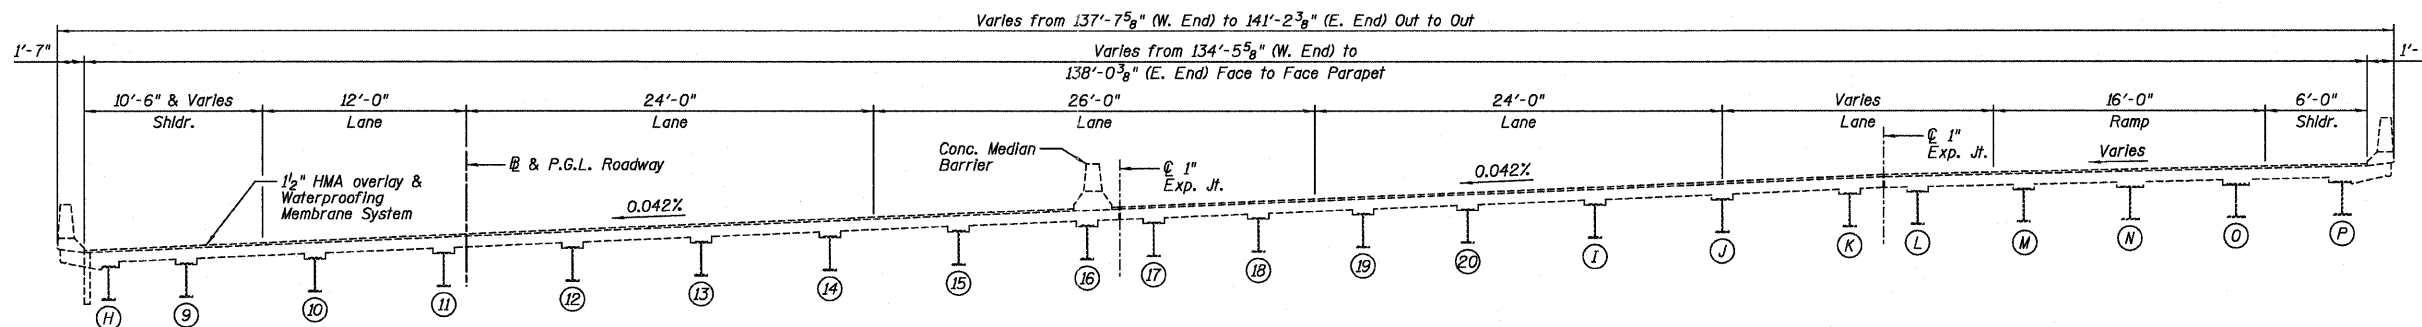 Varies from 137'-7⅝" (W. End) to 141'-2⅜" (E. End) Out to Out
1'-7"
Varies from 134'-5⅝" (W. End) to
138'-0⅜" (E. End) Face to Face Parapet
1'-
10'-6" & Varies
Shldr.
12'-0"
Lane
24'-0"
Lane
26'-0"
Lane
24'-0"
Lane
Varies
Lane
16'-0"
Ramp
6'-0"
Shldr.
℄ 1"
Exp. Jt.
Varies
Conc. Median
Barrier
℄ 1"
Exp. Jt.
BL & P.G.L. Roadway
0.042%
1½" HMA overlay &
Waterproofing
Membrane System
0.042%
H 9 10 11 12 13 14 15 16 17 18 19 20 I J K L M N O P